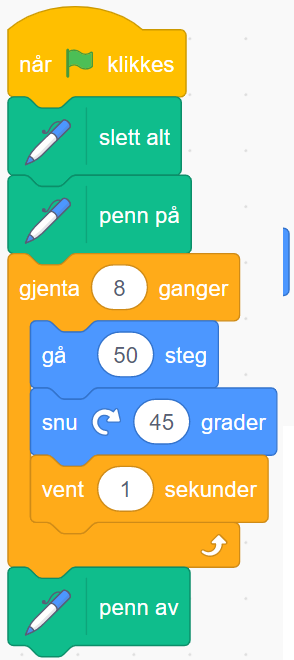 når klikkes
slett alt
penn på
gjenta 8 ganger
gå 50 steg
snu 45 grader
vent 1 sekunder
penn av